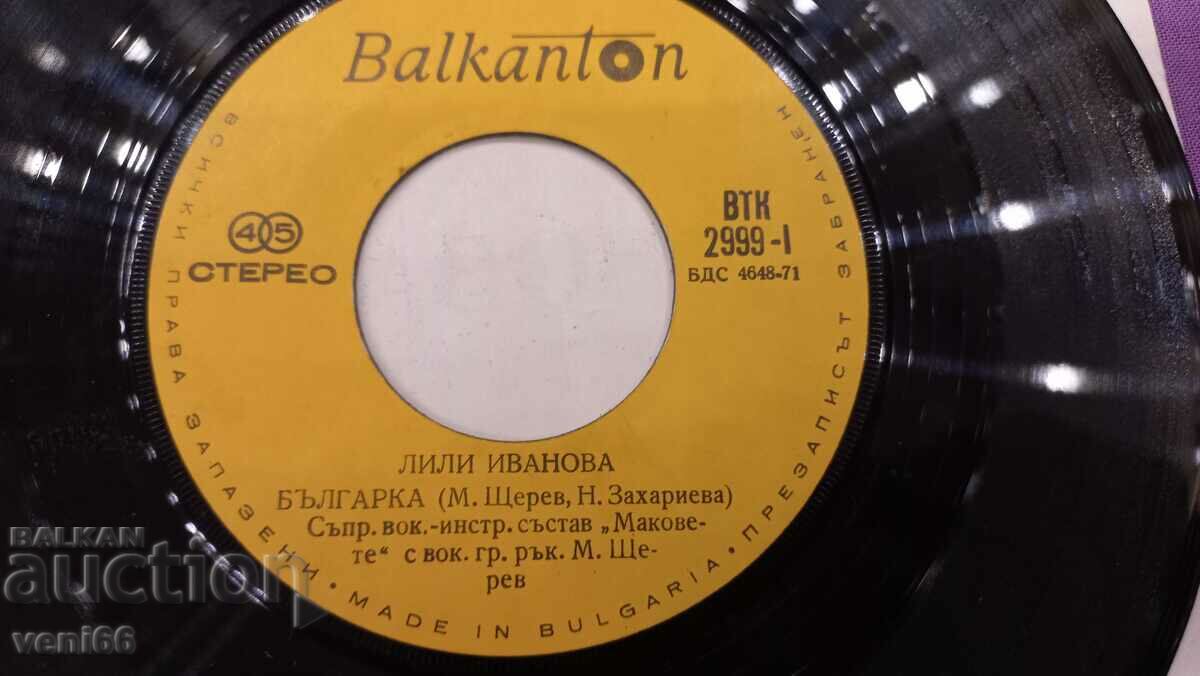 Balkanton
45
СТЕРЕО
ВТК
2999-I
БДС 4648-71
ЛИЛИ ИВАНОВА
БЪЛГАРКА (М. Щерев, Н. Захариева)
Съпр. вок.-инстр. състав „Макове-
те“ с вок. гр. рък. М. Ще-
рев
ВСИЧКИ ПРАВА ЗАПАЗЕНИ • MADE IN BULGARIA • ПРЕЗАПИСЪТ ЗАБРАНЕН
BALKAN
auction
veni66